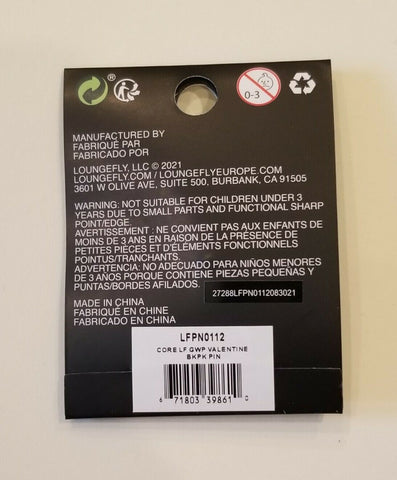 0-3
MANUFACTURED BY
FABRIQUÉ PAR
FABRICADO POR
LOUNGEFLY, LLC © 2021
LOUNGEFLY.COM / LOUNGEFLYEUROPE.COM
3601 W OLIVE AVE, SUITE 500, BURBANK, CA 91505
WARNING: NOT SUITABLE FOR CHILDREN UNDER 3
YEARS DUE TO SMALL PARTS AND FUNCTIONAL SHARP
POINT/EDGE.
AVERTISSEMENT : NE CONVIENT PAS AUX ENFANTS DE
MOINS DE 3 ANS EN RAISON DE LA PRÉSENCE DE
PETITES PIÈCES ET D'ÉLÉMENTS FONCTIONNELS
POINTUS/TRANCHANTS.
ADVERTENCIA: NO ADECUADO PARA NIÑOS MENORES
DE 3 AÑOS PORQUE CONTIENE PIEZAS PEQUEÑAS Y
PUNTAS/BORDES AFILADOS.
27288LFPN0112083021
MADE IN CHINA
FABRIQUÉ EN CHINE
FABRICADO EN CHINA
LFPN0112
CORE LF GWP VALENTINE
BKPK PIN
6 71803 39861 0